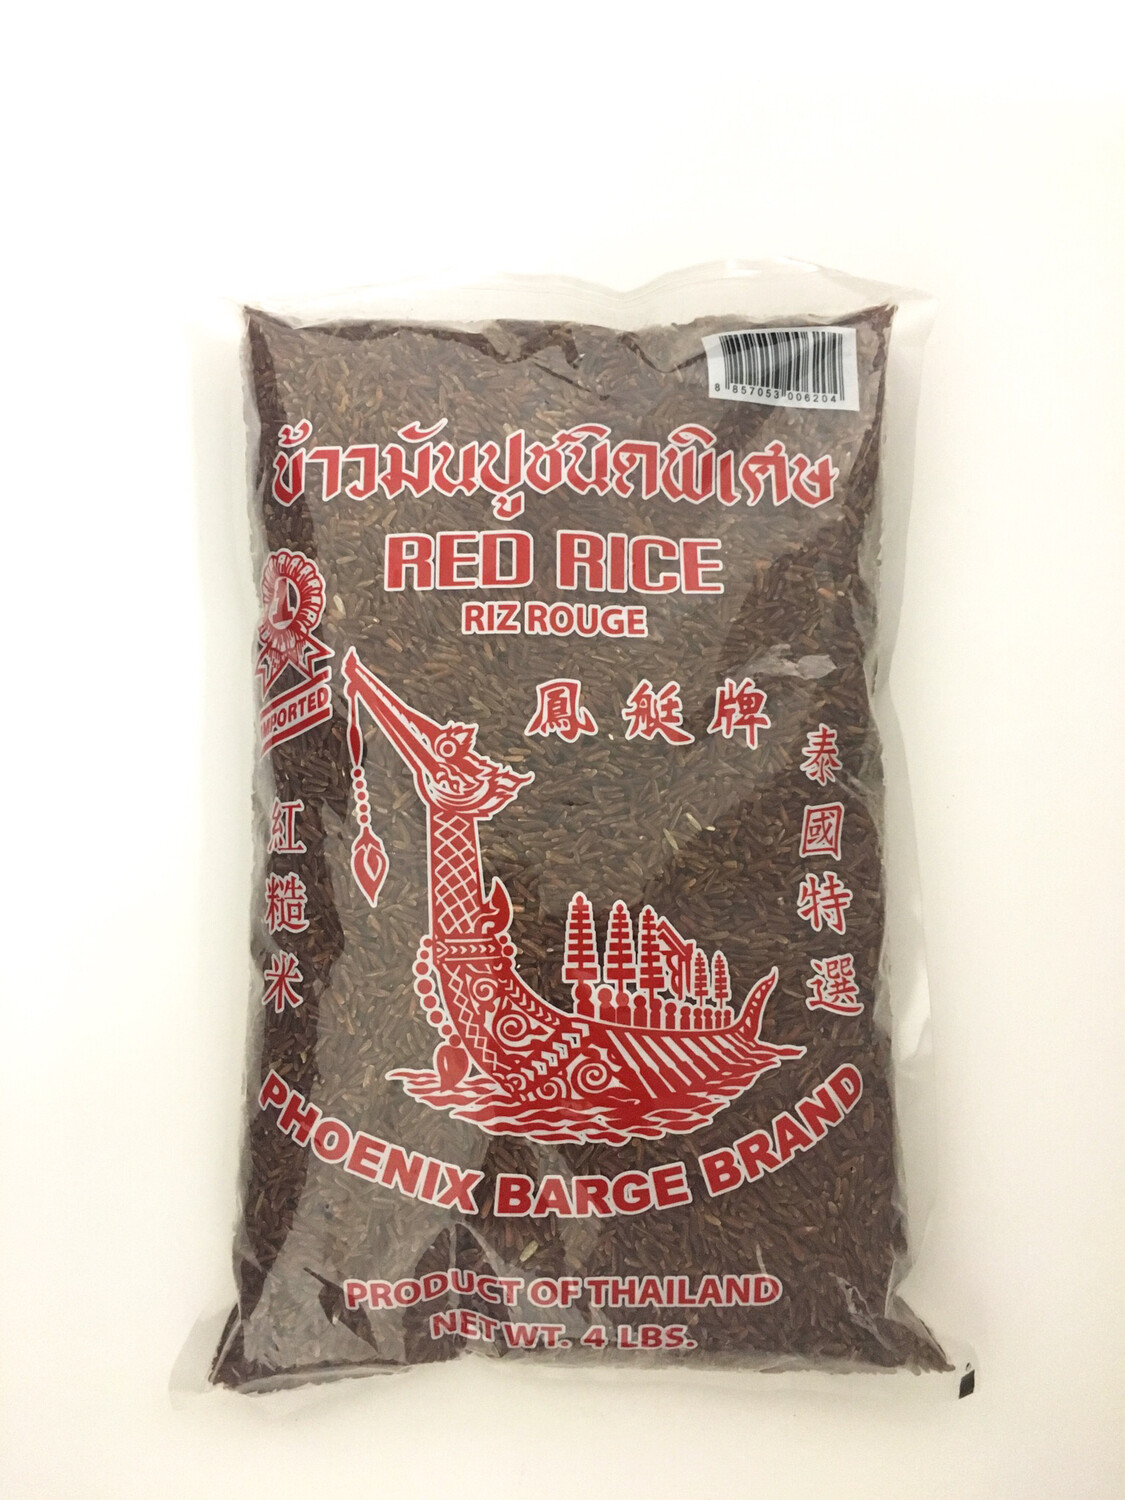 8 857053 006204
ข้าวมันปูชนิดพิเศษ
RED RICE
RIZ ROUGE
1
IMPORTED
鳳艇牌
泰國特選
紅糙米
PHOENIX BARGE BRAND
PRODUCT OF THAILAND
NET WT. 4 LBS.